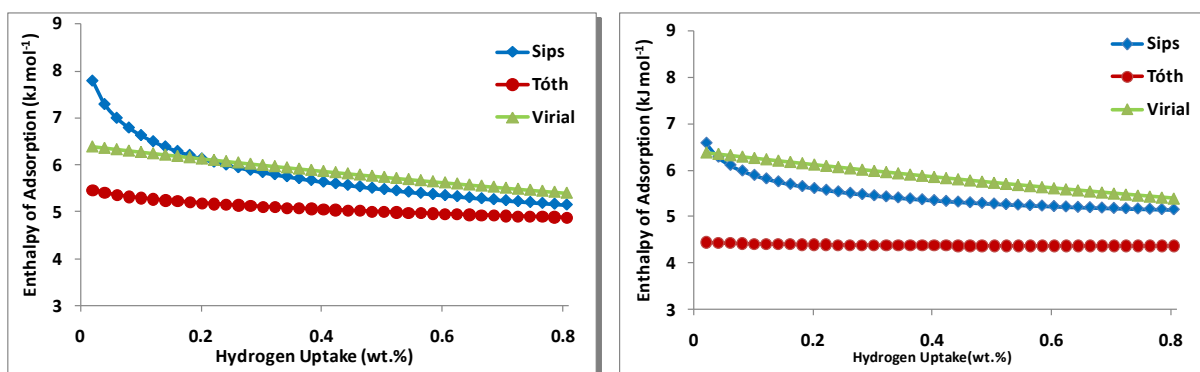 9
8
7
6
5
4
3
Enthalpy of Adsorption (kJ mol⁻¹)
Sips
Tóth
Virial
0 0.2 0.4 0.6 0.8
Hydrogen Uptake (wt.%)
9
8
7
6
5
4
3
Enthalpy of Adsorption (kJ mol⁻¹)
Sips
Tóth
Virial
0 0.2 0.4 0.6 0.8
Hydrogen Uptake(wt.%)